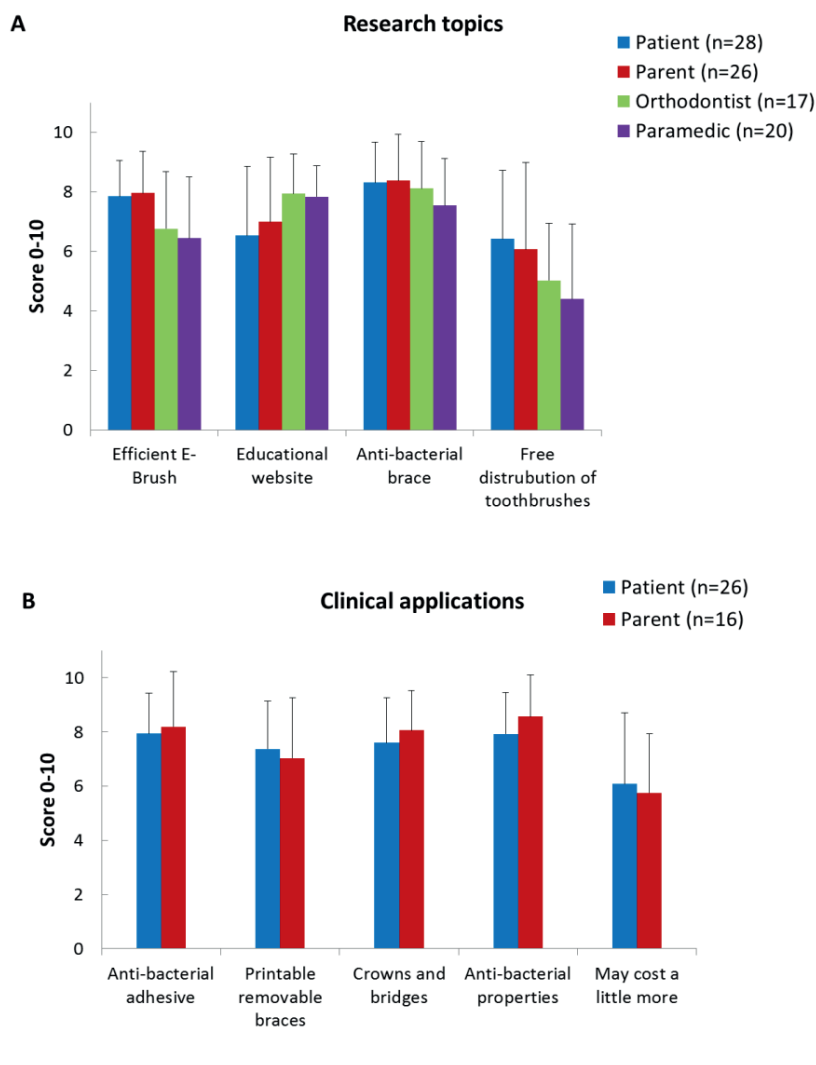 A
Research topics
Patient (n=28)
Parent (n=26)
Orthodontist (n=17)
Paramedic (n=20)
Score 0-10
10
8
6
4
2
0
Efficient E-
Brush
Educational
website
Anti-bacterial
brace
Free
distrubution of
toothbrushes
B
Clinical applications
Patient (n=26)
Parent (n=16)
Score 0-10
10
8
6
4
2
0
Anti-bacterial
adhesive
Printable
removable
braces
Crowns and
bridges
Anti-bacterial
properties
May cost a
little more